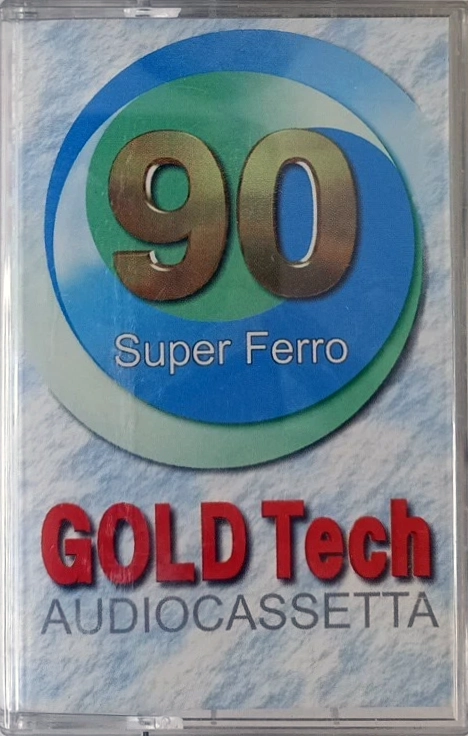 90
Super Ferro
GOLD Tech
AUDIOCASSETTA